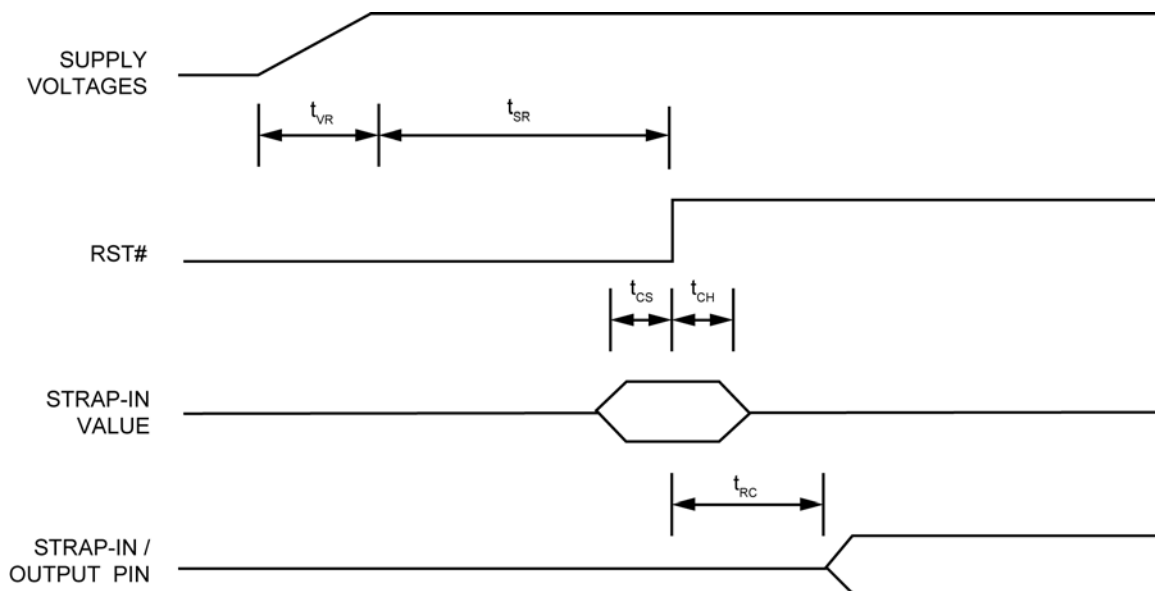 SUPPLY
VOLTAGES
tVR
tSR
RST#
tCS
tCH
STRAP-IN
VALUE
tRC
STRAP-IN /
OUTPUT PIN